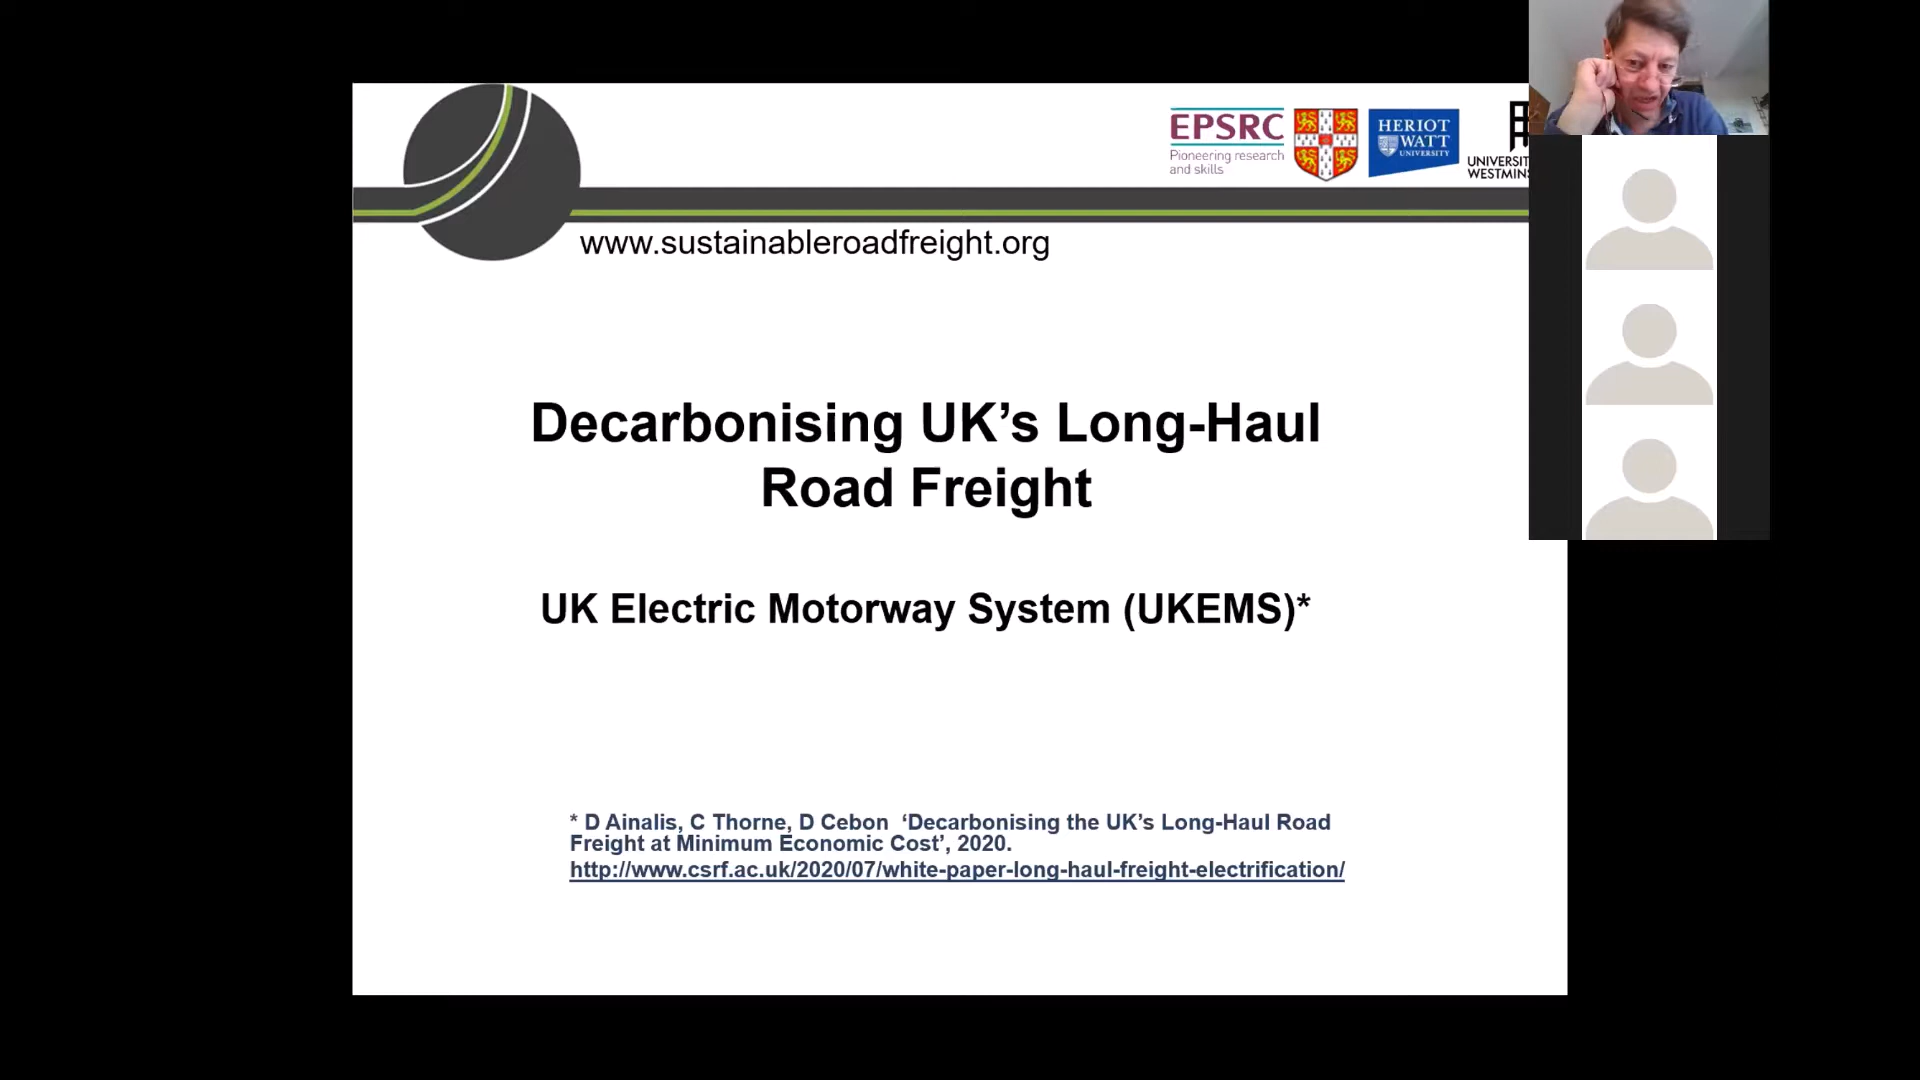 EPSRC
Pioneering research
and skills
HERIOT
WATT
UNIVERSITY
www.sustainableroadfreight.org
Decarbonising UK’s Long-Haul
Road Freight
UK Electric Motorway System (UKEMS)*
* D Ainalis, C Thorne, D Cebon ‘Decarbonising the UK’s Long-Haul Road
Freight at Minimum Economic Cost’, 2020.
http://www.csrf.ac.uk/2020/07/white-paper-long-haul-freight-electrification/